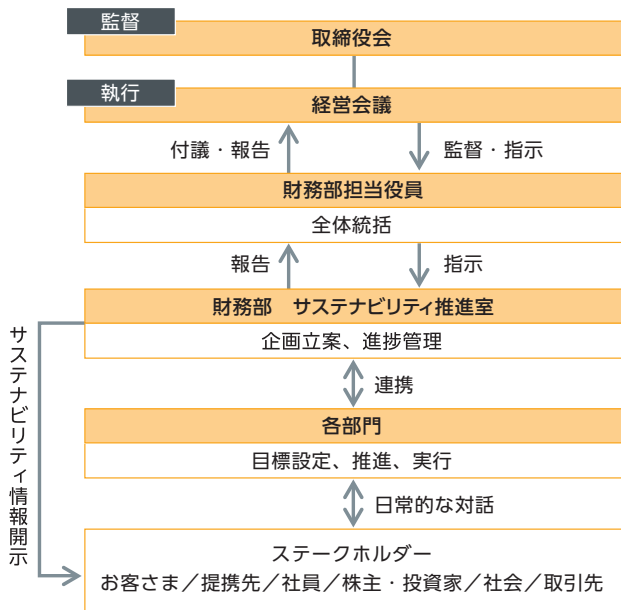 監督
取締役会
執行
経営会議
付議・報告
監督・指示
財務部担当役員
全体統括
報告
指示
財務部　サステナビリティ推進室
企画立案、進捗管理
連携
各部門
目標設定、推進、実行
日常的な対話
サステナビリティ情報開示
ステークホルダー
お客さま／提携先／社員／株主・投資家／社会／取引先